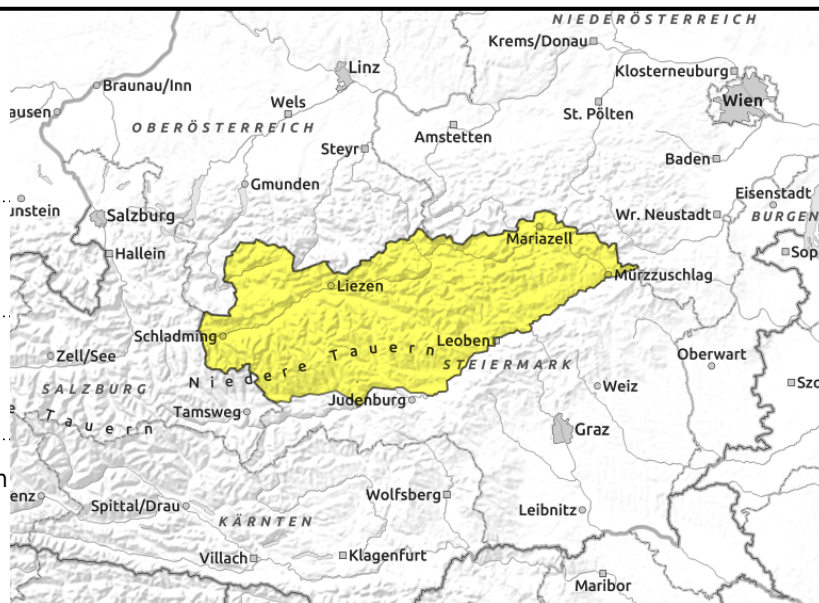 NIEDERÖSTERREICH
Krems/Donau
Linz
Klosterneuburg
Braunau/Inn
Wien
Wels
ausen
St. Pölten
OBERÖSTERREICH
Amstetten
Steyr
Baden
Gmunden
Eisenstadt
unstein
Salzburg
Wr. Neustadt
BURGEN
Mariazell
Hallein
Sop
Mürzzuschlag
Liezen
Schladming
Leoben
Niedere Tauern
Zell/See
STEIERMARK
Oberwart
SALZBURG
Weiz
Szo
Judenburg
Tamsweg
e
Tauern
Graz
n
enz
Wolfsberg
Spittal/Drau
Leibnitz
KÄRNTEN
Villach
Klagenfurt
Maribor